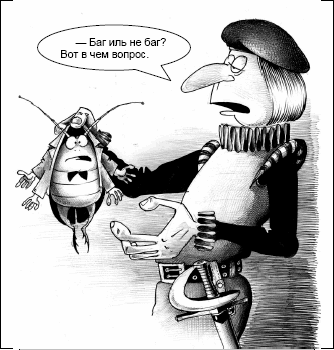 — Баг иль не баг?
Вот в чем вопрос.